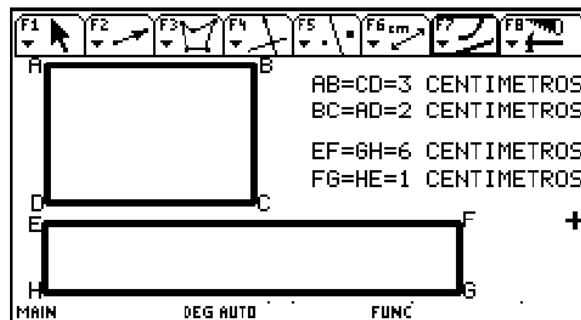 F1 F2 F3 F4 F5 F6 cm F7 F8
A B
AB=CD=3 CENTIMETROS
BC=AD=2 CENTIMETROS
EF=GH=6 CENTIMETROS
FG=HE=1 CENTIMETROS
D C
E F
H G
MAIN DEG AUTO FUNC